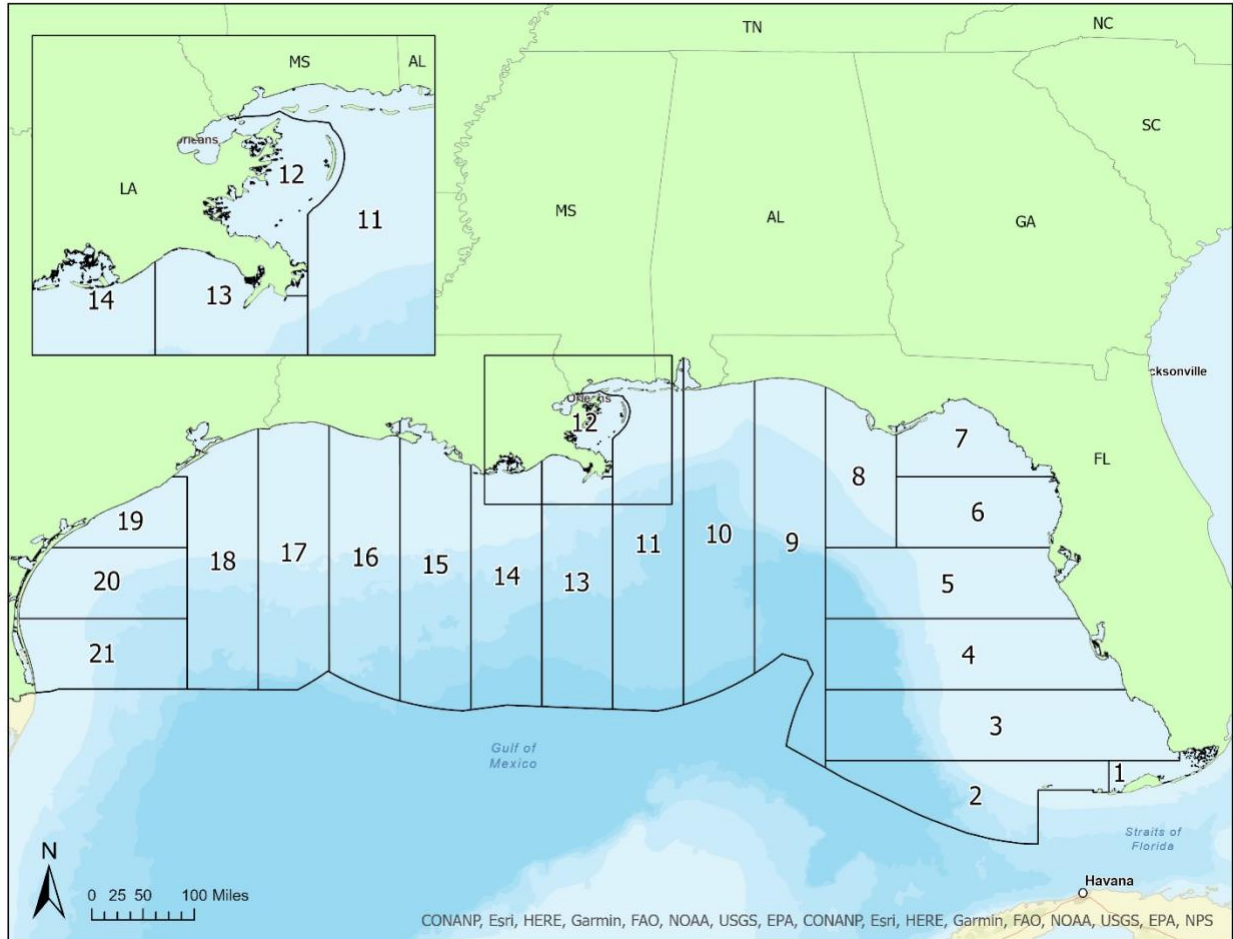 TN
NC
SC
MS
AL
GA
MS
AL
LA
rleans
12
11
14
13
cksonville
FL
Orleans
12
7
8
6
19
18
17
16
15
14
13
11
10
9
5
20
4
21
3
2
1
Gulf of
Mexico
Straits of
Florida
Havana
N
0 25 50 100 Miles
CONANP, Esri, HERE, Garmin, FAO, NOAA, USGS, EPA, CONANP, Esri, HERE, Garmin, FAO, NOAA, USGS, EPA, NPS